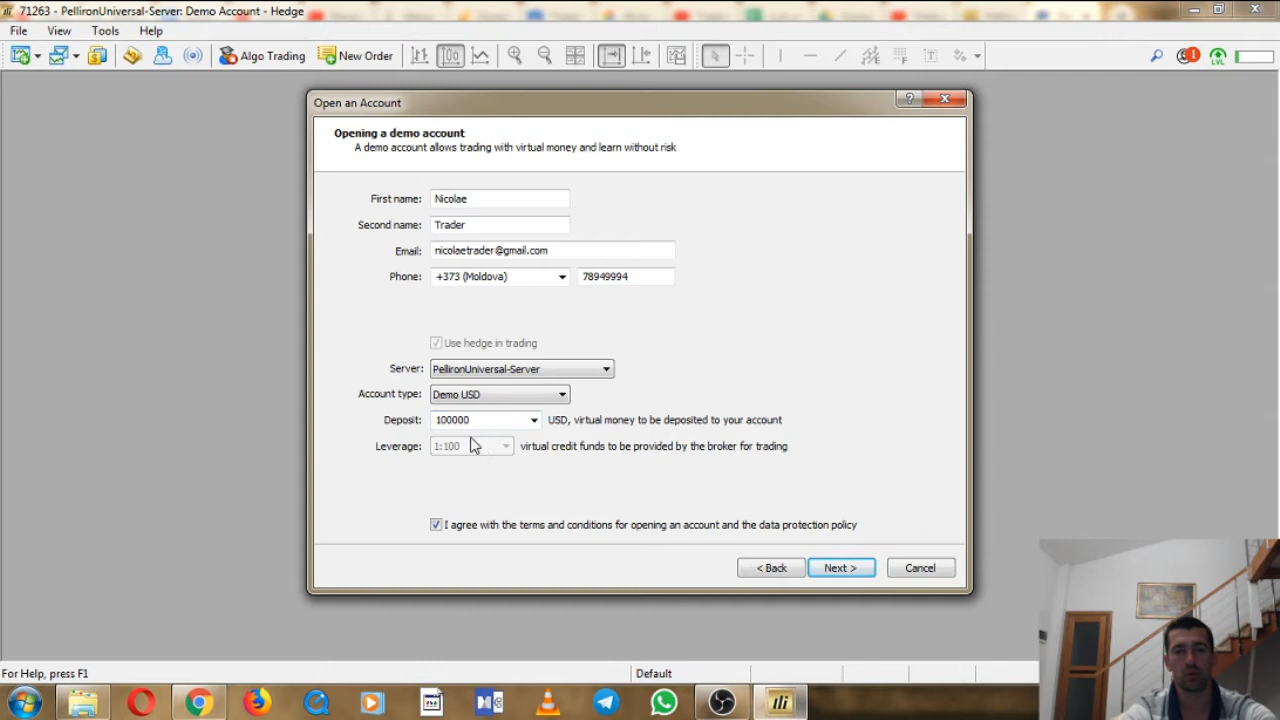 71263 - PellironUniversal-Server: Demo Account - Hedge
File View Tools Help
Algo Trading New Order T LVL 1
Open an Account
Opening a demo account
A demo account allows trading with virtual money and learn without risk
First name: Nicolae
Second name: Trader
Email: nicolaetrader@gmail.com
Phone: +373 (Moldova) 78949994
Use hedge in trading
Server: PellironUniversal-Server
Account type: Demo USD
Deposit: 100000 USD, virtual money to be deposited to your account
Leverage: 1:100 virtual credit funds to be provided by the broker for trading
I agree with the terms and conditions for opening an account and the data protection policy
< Back Next > Cancel
For Help, press F1 Default